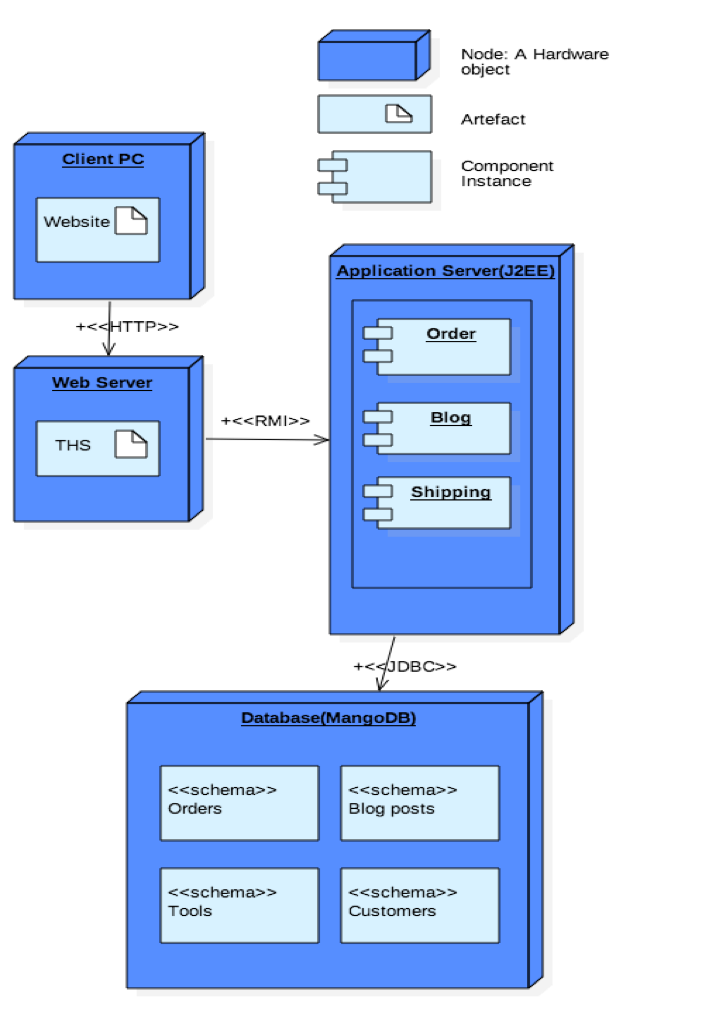 Node: A Hardware
object
Artefact
Component
Instance
Client PC
Website
+<<HTTP>>
Web Server
THS
+<<RMI>>
Application Server(J2EE)
Order
Blog
Shipping
+<<JDBC>>
Database(MangoDB)
<<schema>>
Orders
<<schema>>
Blog posts
<<schema>>
Tools
<<schema>>
Customers